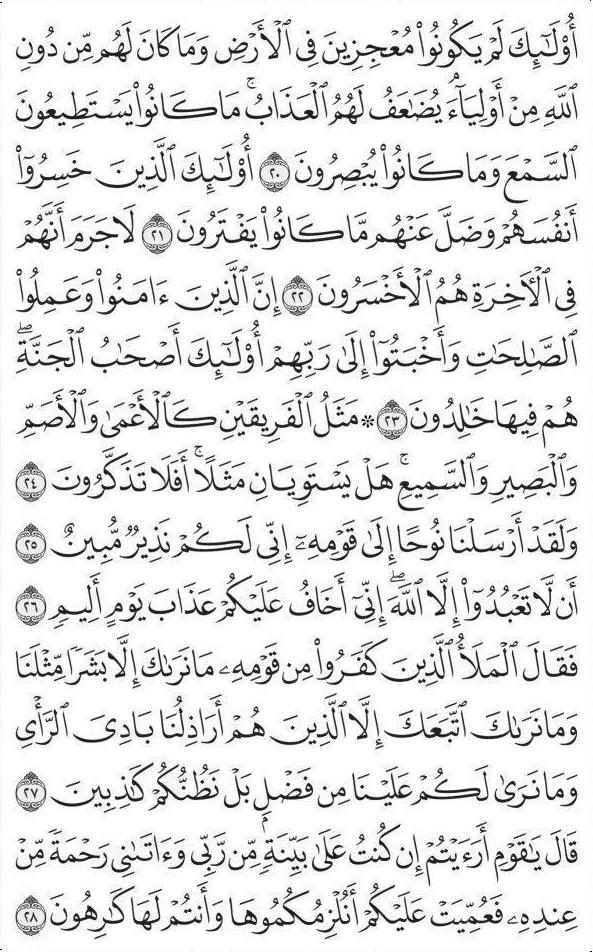 أُوْلَٰٓئِكَ لَمۡ يَكُونُواْ مُعۡجِزِينَ فِي ٱلۡأَرۡضِ وَمَا كَانَ لَهُم مِّن دُونِ
ٱللَّهِ مِنۡ أَوۡلِيَآءَۘ يُضَٰعَفُ لَهُمُ ٱلۡعَذَابُۚ مَا كَانُواْ يَسۡتَطِيعُونَ
ٱلسَّمۡعَ وَمَا كَانُواْ يُبۡصِرُونَ ٢٠ أُوْلَٰٓئِكَ ٱلَّذِينَ خَسِرُوٓاْ
أَنفُسَهُمۡ وَضَلَّ عَنۡهُم مَّا كَانُواْ يَفۡتَرُونَ ٢١ لَا جَرَمَ أَنَّهُمۡ
فِي ٱلۡأٓخِرَةِ هُمُ ٱلۡأَخۡسَرُونَ ٢٢ إِنَّ ٱلَّذِينَ ءَامَنُواْ وَعَمِلُواْ
ٱلصَّٰلِحَٰتِ وَأَخۡبَتُوٓاْ إِلَىٰ رَبِّهِمۡ أُوْلَٰٓئِكَ أَصۡحَٰبُ ٱلۡجَنَّةِۖ
هُمۡ فِيهَا خَٰلِدُونَ ٢٣ ۞ مَثَلُ ٱلۡفَرِيقَيۡنِ كَٱلۡأَعۡمَىٰ وَٱلۡأَصَمِّ
وَٱلۡبَصِيرِ وَٱلسَّمِيعِۚ هَلۡ يَسۡتَوِيَانِ مَثَلًاۚ أَفَلَا تَذَكَّرُونَ ٢٤
وَلَقَدۡ أَرۡسَلۡنَا نُوحًا إِلَىٰ قَوۡمِهِۦٓ إِنِّي لَكُمۡ نَذِيرٞ مُّبِينٌ ٢٥
أَن لَّا تَعۡبُدُوٓاْ إِلَّا ٱللَّهَۖ إِنِّيٓ أَخَافُ عَلَيۡكُمۡ عَذَابَ يَوۡمٍ أَلِيمٖ ٢٦
فَقَالَ ٱلۡمَلَأُ ٱلَّذِينَ كَفَرُواْ مِن قَوۡمِهِۦ مَا نَرَىٰكَ إِلَّا بَشَرٗا مِّثۡلَنَا
وَمَا نَرَىٰكَ ٱتَّبَعَكَ إِلَّا ٱلَّذِينَ هُمۡ أَرَاذِلُنَا بَادِيَ ٱلرَّأۡيِ
وَمَا نَرَىٰ لَكُمۡ عَلَيۡنَا مِن فَضۡلِۭ بَلۡ نَظُنُّكُمۡ كَٰذِبِينَ ٢٧
قَالَ يَٰقَوۡمِ أَرَءَيۡتُمۡ إِن كُنتُ عَلَىٰ بَيِّنَةٖ مِّن رَّبِّي وَءَاتَىٰنِي رَحۡمَةٗ مِّنۡ
عِندِهِۦ فَعُمِّيَتۡ عَلَيۡكُمۡ أَنُلۡزِمُكُمُوهَا وَأَنتُمۡ لَهَا كَٰرِهُونَ ٢٨